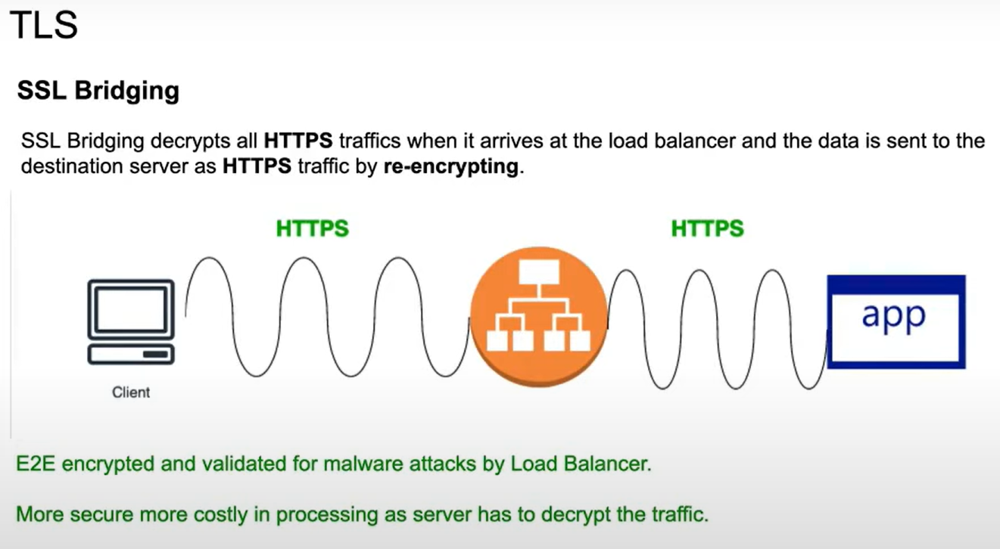 TLS
SSL Bridging
SSL Bridging decrypts all HTTPS traffics when it arrives at the load balancer and the data is sent to the
destination server as HTTPS traffic by re-encrypting.
HTTPS
HTTPS
app
Client
E2E encrypted and validated for malware attacks by Load Balancer.
More secure more costly in processing as server has to decrypt the traffic.